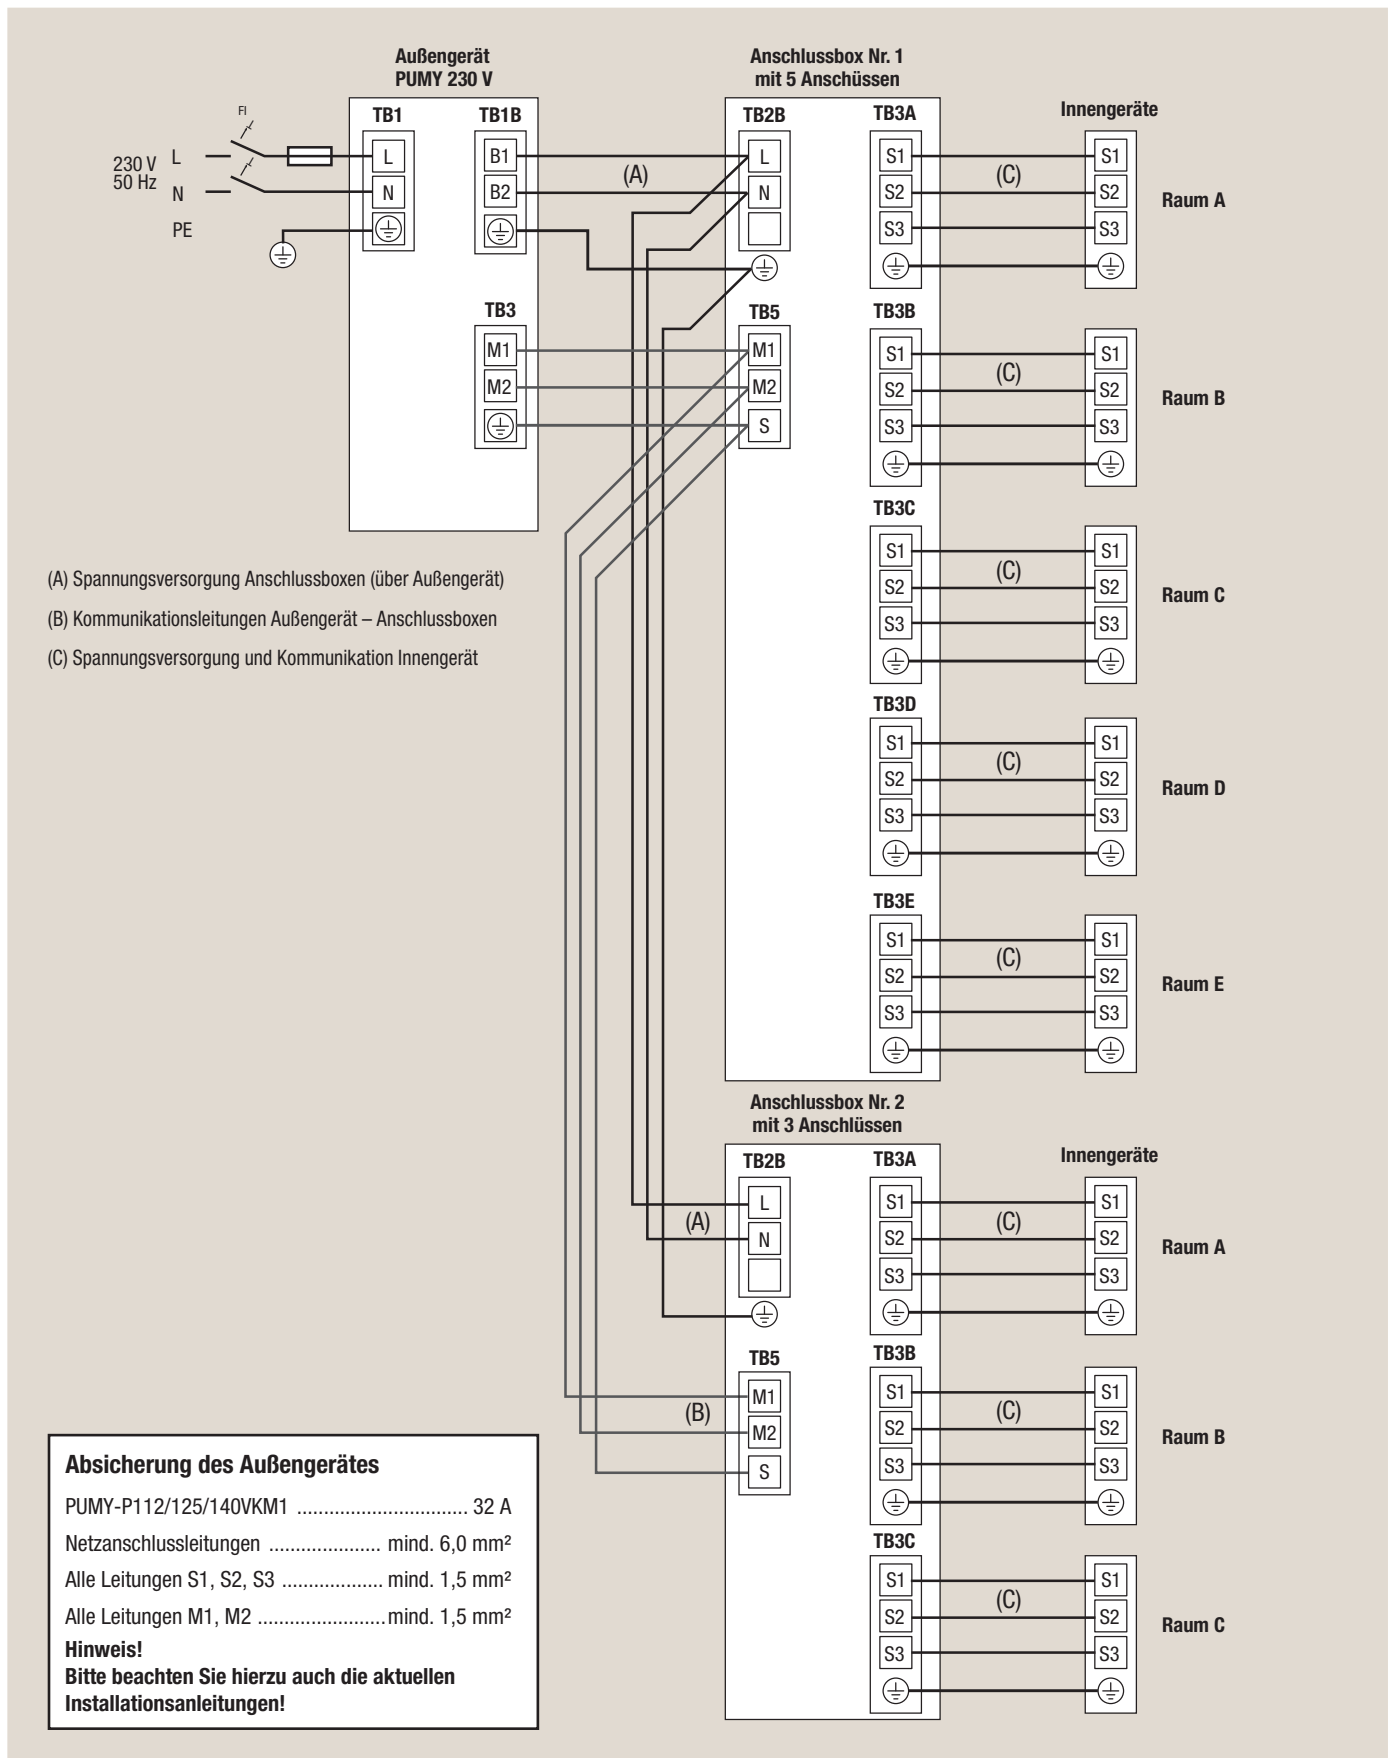 Außengerät
PUMY 230 V
Anschlussbox Nr. 1
mit 5 Anschüssen
TB1
TB1B
TB2B
TB3A
Innengeräte
FI
230 V
50 Hz
L
N
PE
L
N
B1
B2
(A)
L
N
S1
S2
S3
(C)
S1
S2
S3
Raum A
TB3
M1
M2
TB5
M1
M2
S
TB3B
S1
S2
S3
(C)
S1
S2
S3
Raum B
TB3C
S1
S2
S3
(C)
S1
S2
S3
Raum C
(A) Spannungsversorgung Anschlussboxen (über Außengerät)
(B) Kommunikationsleitungen Außengerät – Anschlussboxen
(C) Spannungsversorgung und Kommunikation Innengerät
TB3D
S1
S2
S3
(C)
S1
S2
S3
Raum D
TB3E
S1
S2
S3
(C)
S1
S2
S3
Raum E
Anschlussbox Nr. 2
mit 3 Anschlüssen
TB2B
TB3A
Innengeräte
(A)
L
N
S1
S2
S3
(C)
S1
S2
S3
Raum A
TB5
(B)
M1
M2
S
TB3B
S1
S2
S3
(C)
S1
S2
S3
Raum B
TB3C
S1
S2
S3
(C)
S1
S2
S3
Raum C
Absicherung des Außengerätes
PUMY-P112/125/140VKM1 ............................... 32 A
Netzanschlussleitungen ..................... mind. 6,0 mm²
Alle Leitungen S1, S2, S3 ................... mind. 1,5 mm²
Alle Leitungen M1, M2 ....................... mind. 1,5 mm²
Hinweis!
Bitte beachten Sie hierzu auch die aktuellen
Installationsanleitungen!